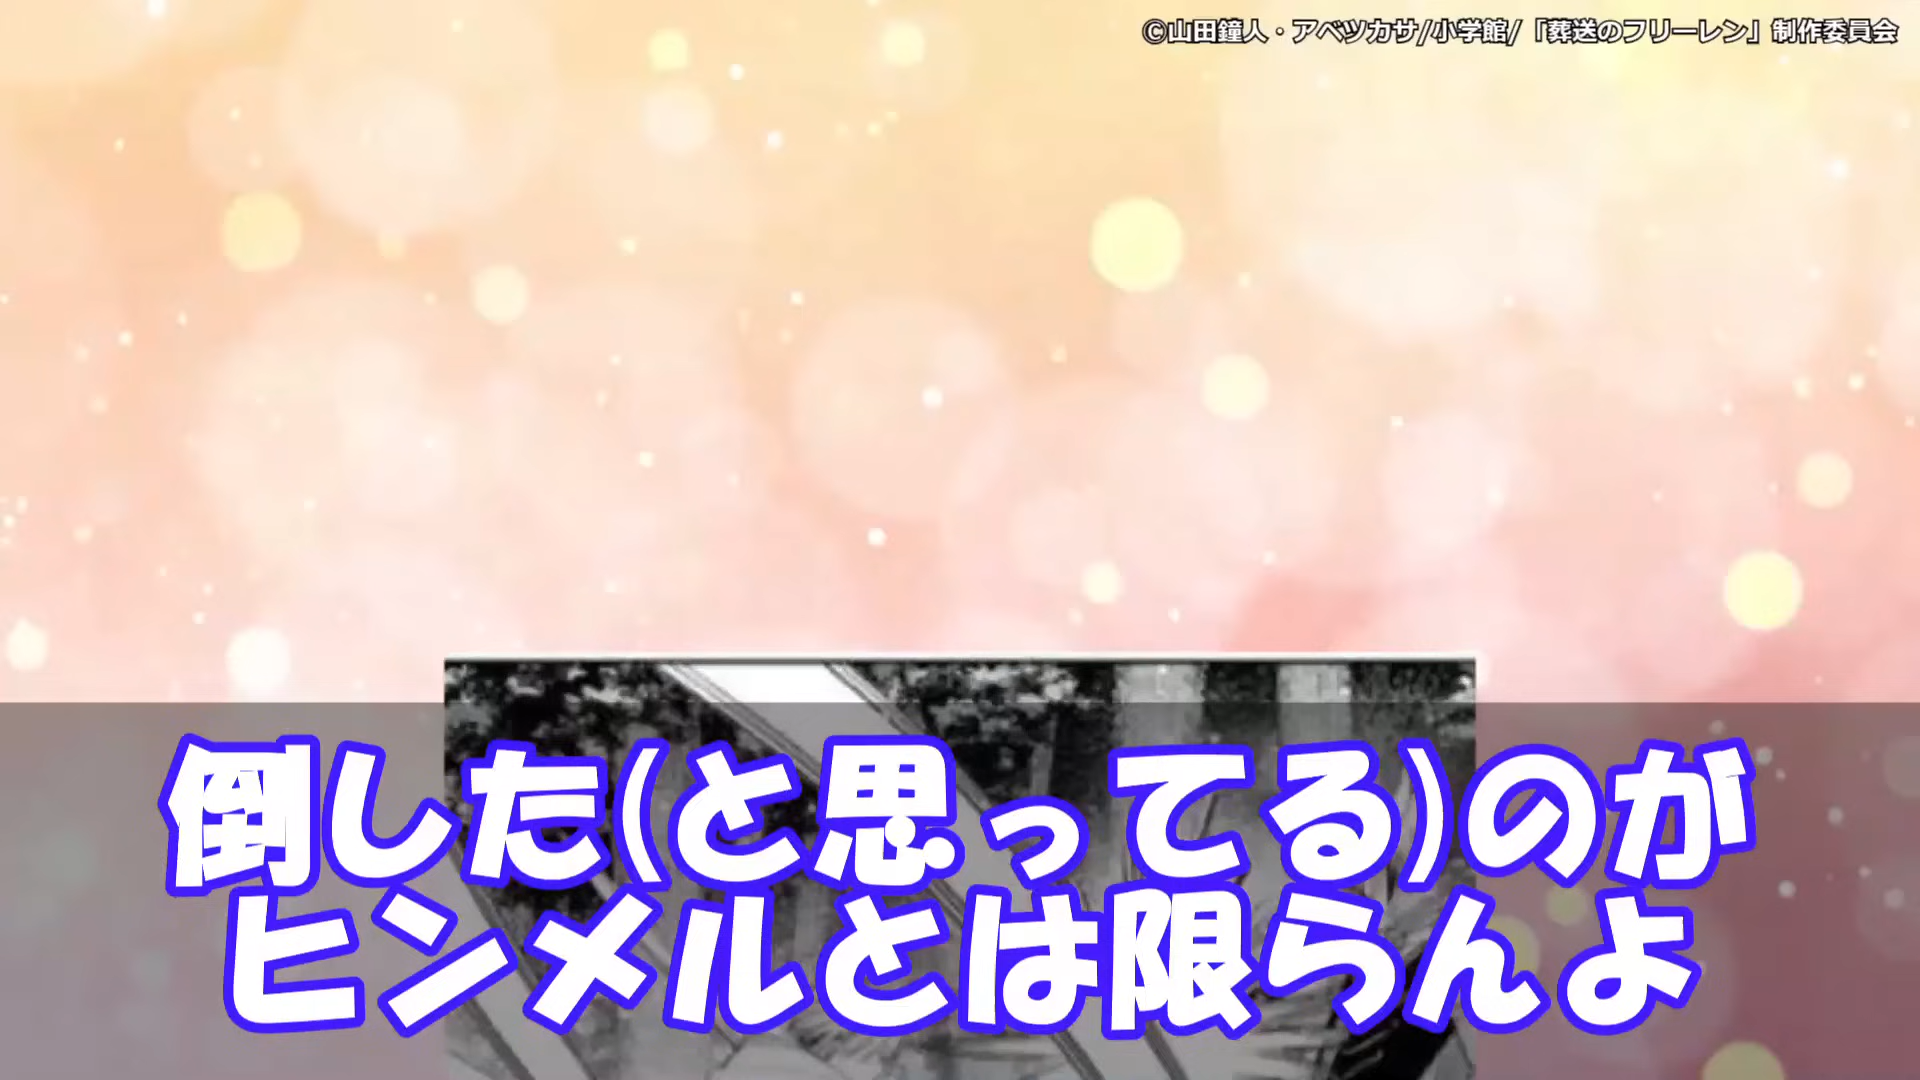 ©山田鐘人・アベツカサ/小学館/「葬送のフリーレン」制作委員会
倒した(と思ってる)のが
ヒンメルとは限らんよ